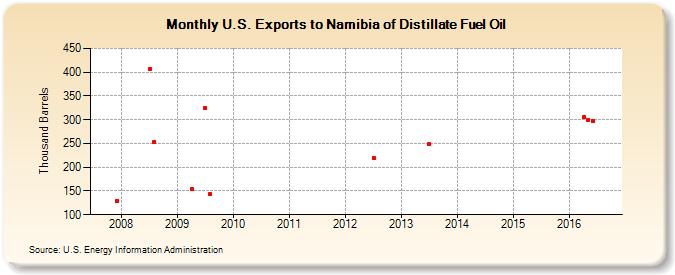 Monthly U.S. Exports to Namibia of Distillate Fuel Oil
Thousand Barrels
450
400
350
300
250
200
150
100
2008 2009 2010 2011 2012 2013 2014 2015 2016
Source: U.S. Energy Information Administration